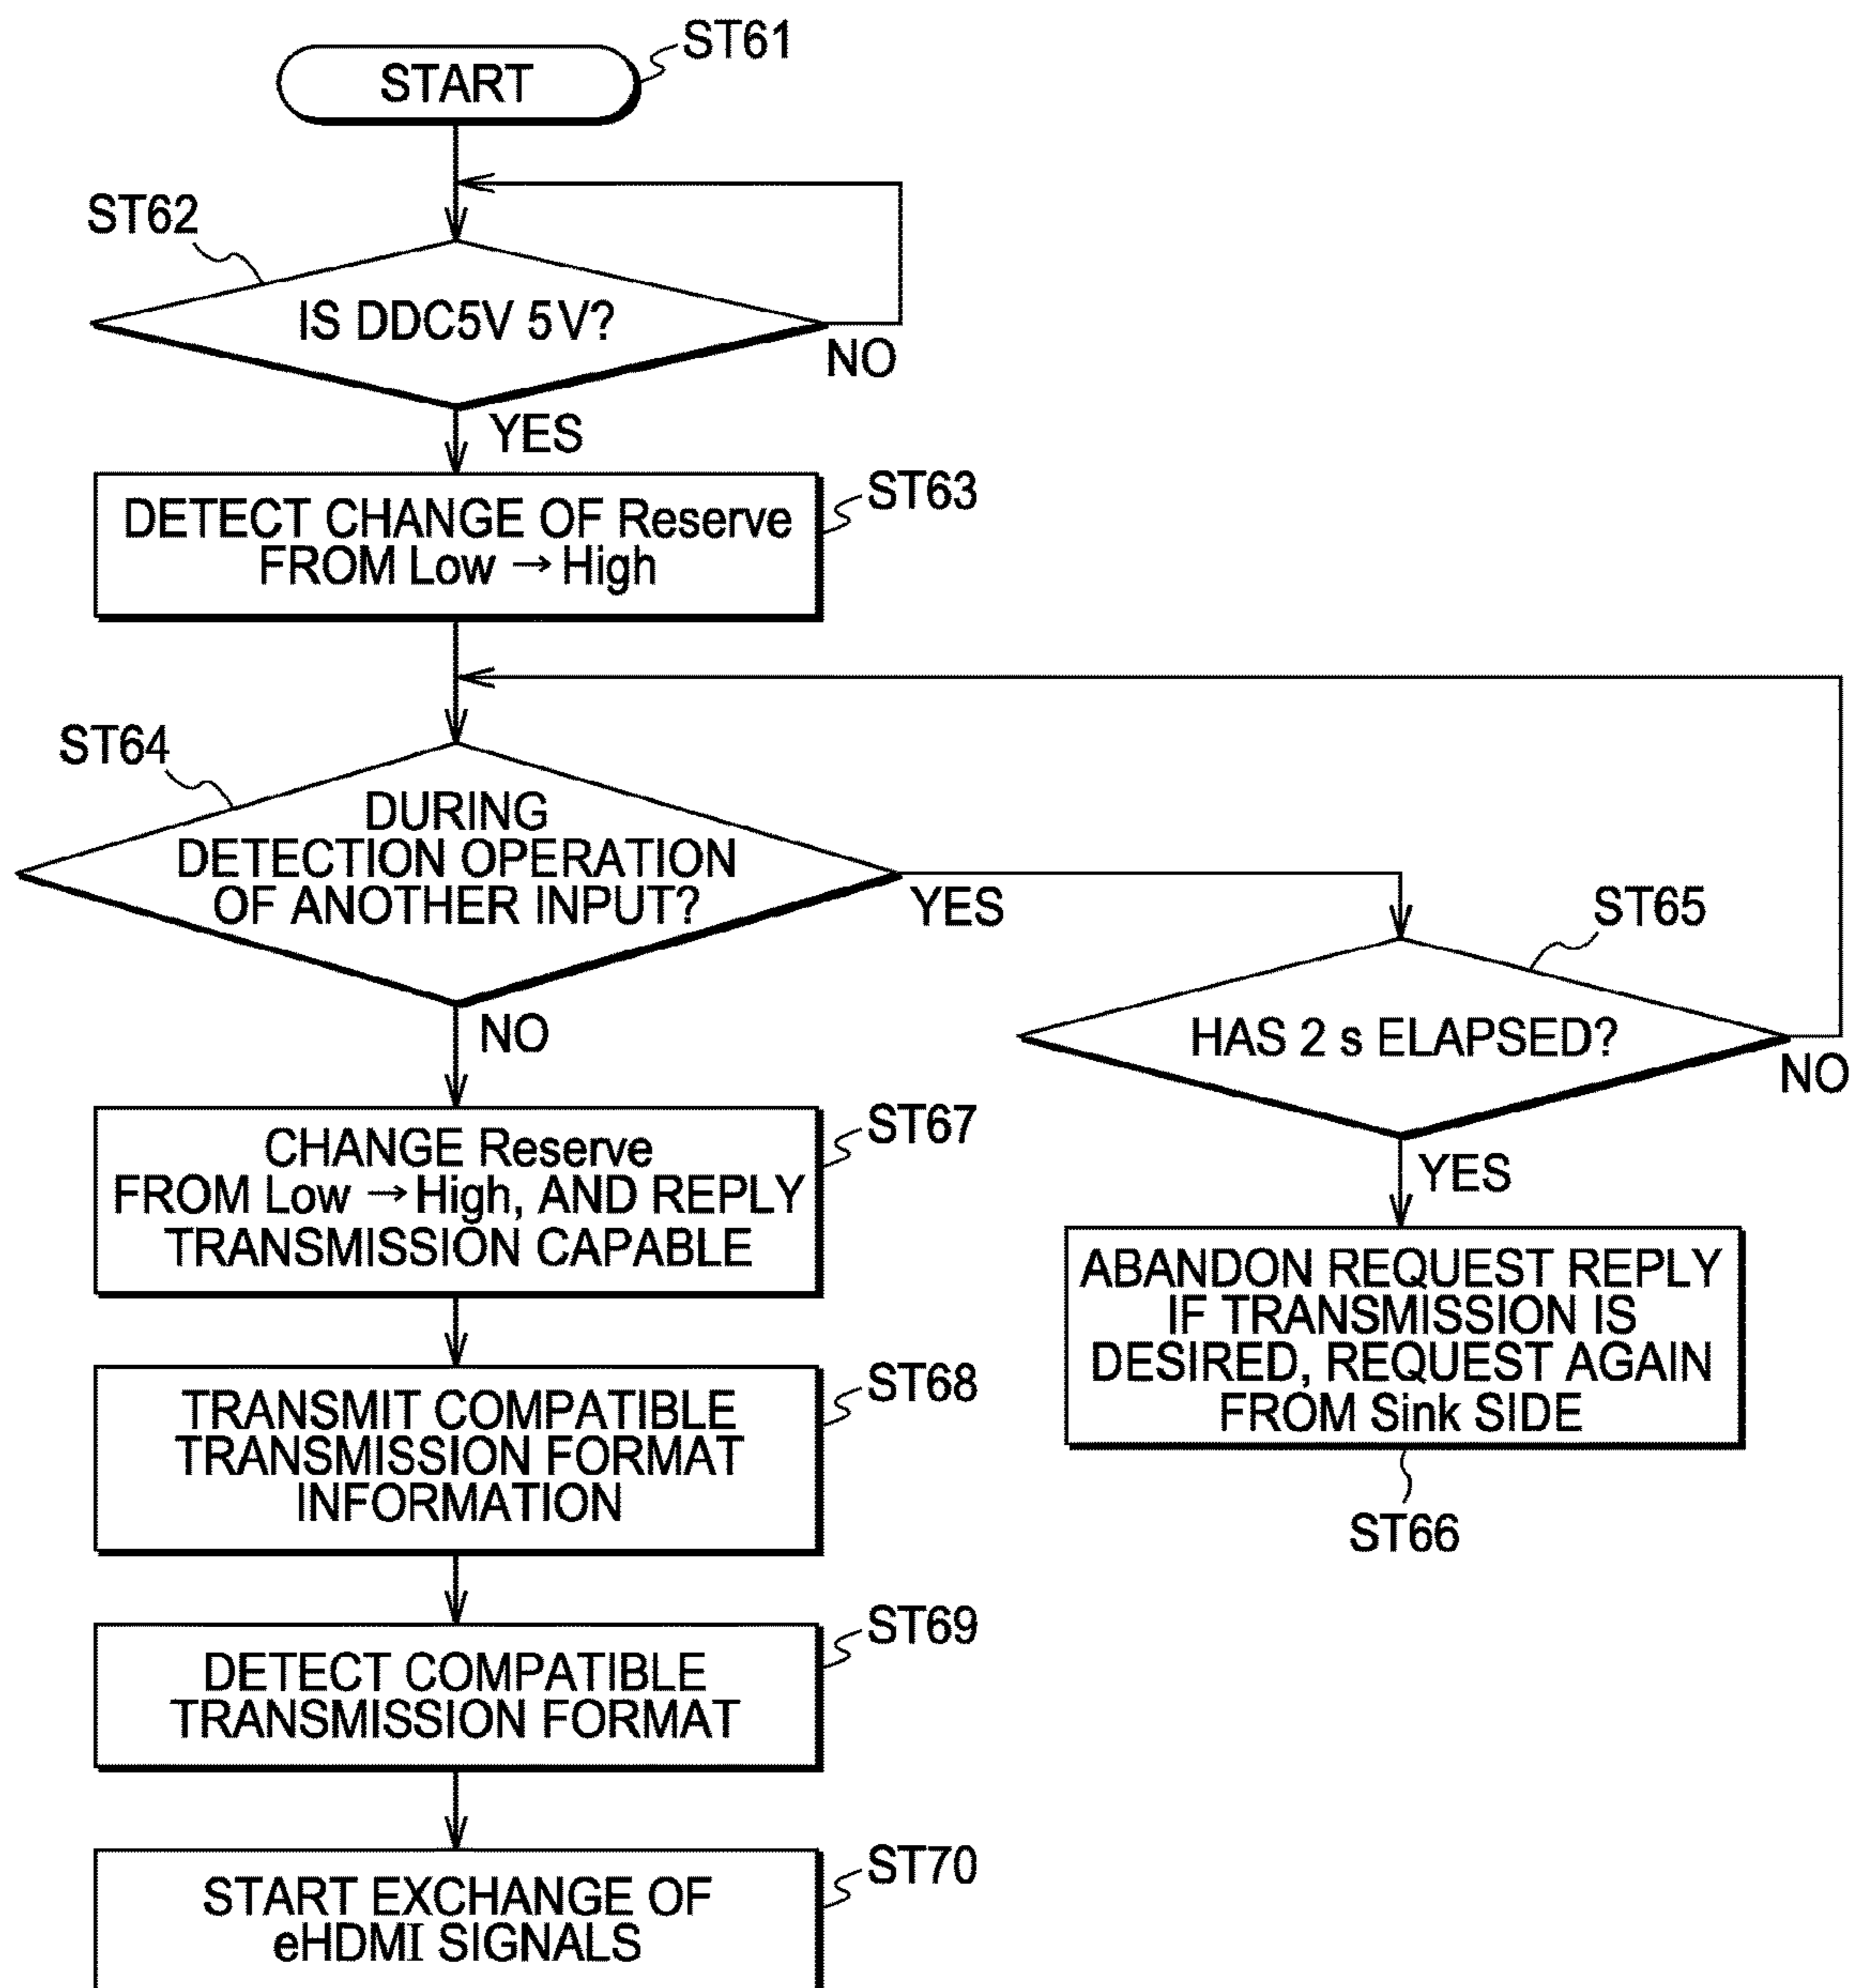 START
ST61
ST62
IS DDC5V 5V?
NO
YES
DETECT CHANGE OF Reserve
FROM Low → High
ST63
ST64
DURING
DETECTION OPERATION
OF ANOTHER INPUT?
YES
NO
ST65
HAS 2 s ELAPSED?
NO
YES
ABANDON REQUEST REPLY
IF TRANSMISSION IS
DESIRED, REQUEST AGAIN
FROM Sink SIDE
ST66
CHANGE Reserve
FROM Low → High, AND REPLY
TRANSMISSION CAPABLE
ST67
TRANSMIT COMPATIBLE
TRANSMISSION FORMAT
INFORMATION
ST68
DETECT COMPATIBLE
TRANSMISSION FORMAT
ST69
START EXCHANGE OF
eHDMI SIGNALS
ST70